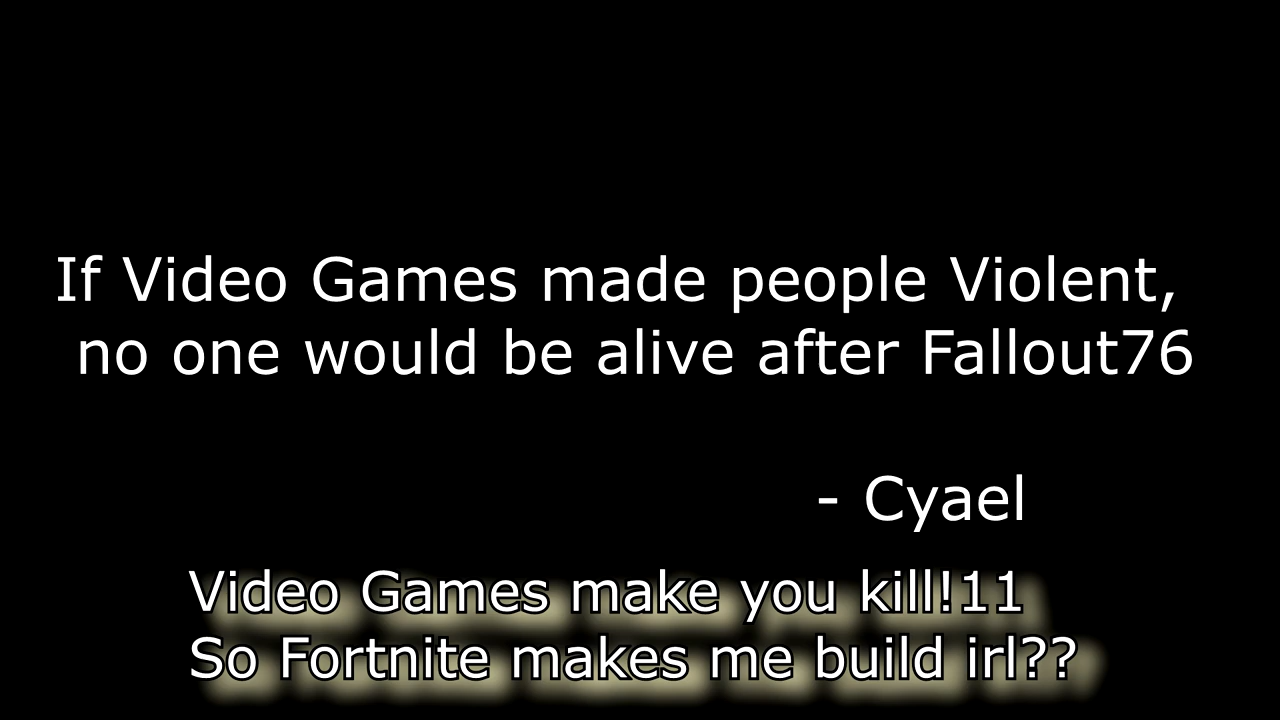 If Video Games made people Violent,
no one would be alive after Fallout76
- Cyael
Video Games make you kill!11
So Fortnite makes me build irl??